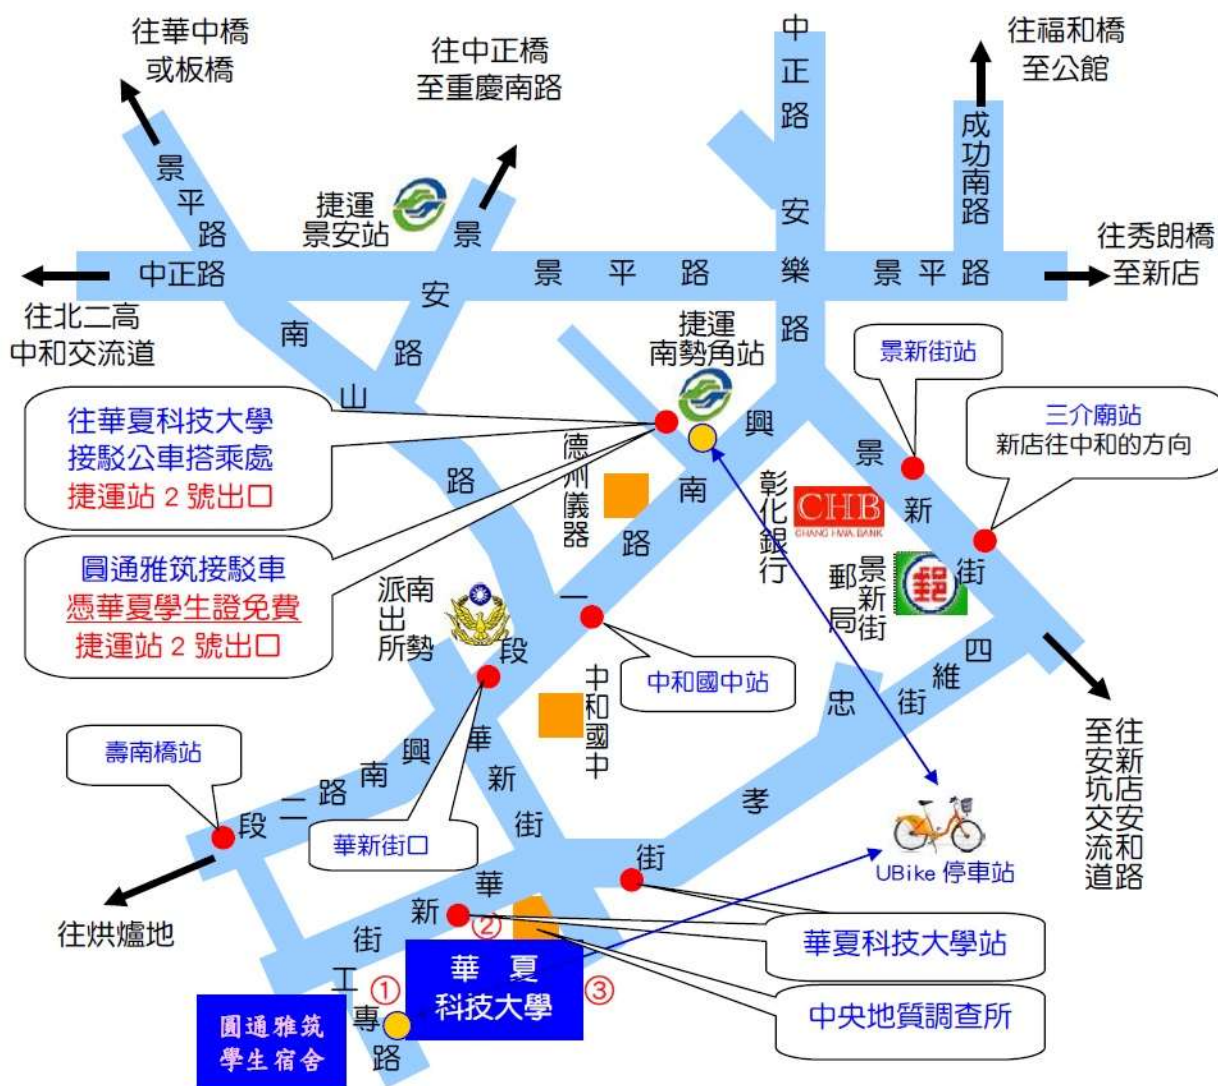 往華中橋
或板橋
往中正橋
至重慶南路
中正路
往福和橋
至公館
成功南路
景平路
捷運
景安站
景安路
安樂路
往秀朗橋
至新店
中正路
景平路
景平路
往北二高
中和交流道
南山路
捷運
南勢角站
景新街站
三介廟站
新店往中和的方向
往華夏科技大學
接駁公車搭乘處
捷運站 2 號出口
圓通雅筑接駁車
憑華夏學生證免費
捷運站 2 號出口
德州儀器
興南路一段
彰化銀行
CHB
CHANG HWA BANK
景新街
景新街
郵局
郵
南勢
派出所
中和國中站
中和國中
四維街
忠孝街
往新店安和路
至安坑交流道
壽南橋站
興南路二段
華新街
華新街口
UBike 停車站
往烘爐地
華新街
②
華夏科技大學站
華夏
科技大學
①
③
中央地質調查所
工專路
圓通雅筑
學生宿舍